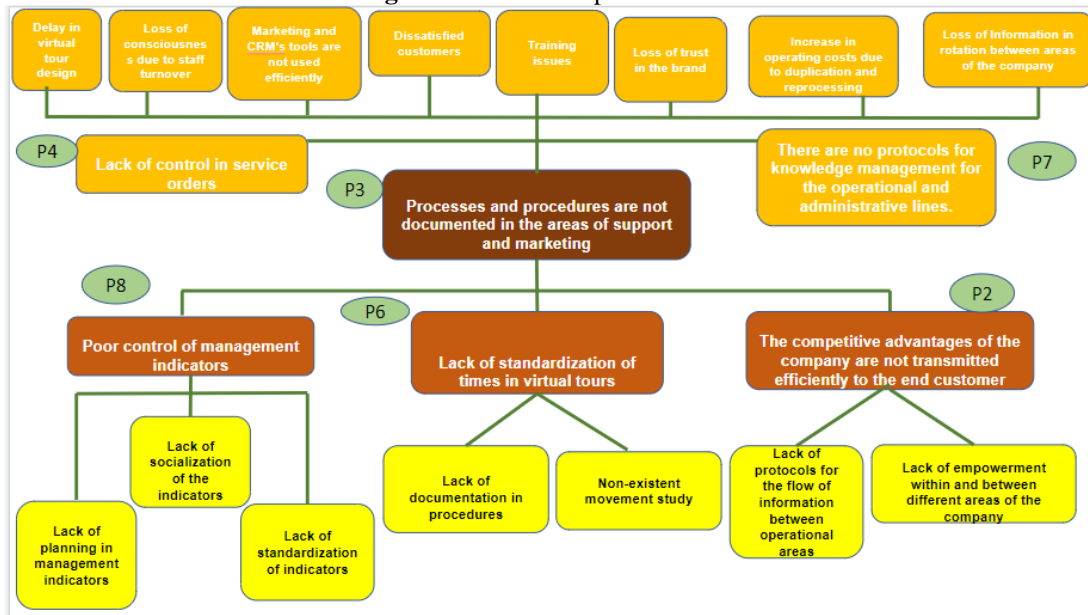 Delay in
virtual
tour
design
Loss of
consciousnes
s due to staff
turnover
Marketing and
CRM's tools are
not used
efficiently
Dissatisfied
customers
Training
issues
Loss of trust
in the brand
Increase in
operating costs
due to
duplication and
reprocessing
Loss of Information in
rotation between areas
of the company
P4
Lack of control in service
orders
There are no protocols for
knowledge management for
the operational and
administrative lines.
P7
P3
Processes and procedures are not
documented in the areas of support
and marketing
P8
P6
P2
Poor control of management
indicators
Lack of standardization of
times in virtual tours
The competitive advantages of the
company are not transmitted
efficiently to the end customer
Lack of
planning in
management
indicators
Lack of
socialization
of the
indicators
Lack of
standardization
of indicators
Lack of
documentation in
procedures
Non-existent
movement study
Lack of
protocols for
the flow of
information
between
operational
areas
Lack of empowerment
within and between
different areas of the
company